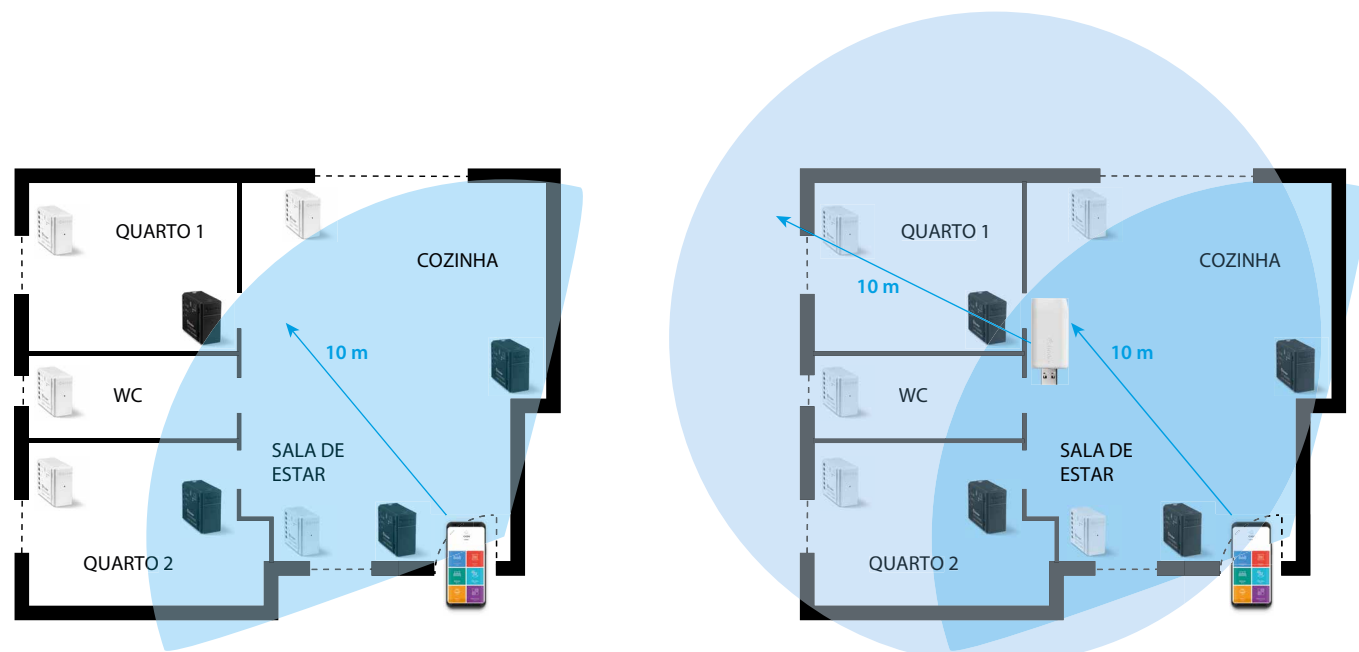 QUARTO 1
COZINHA
10 m
WC
SALA DE
ESTAR
QUARTO 2
QUARTO 1
COZINHA
10 m
10 m
WC
SALA DE
ESTAR
QUARTO 2